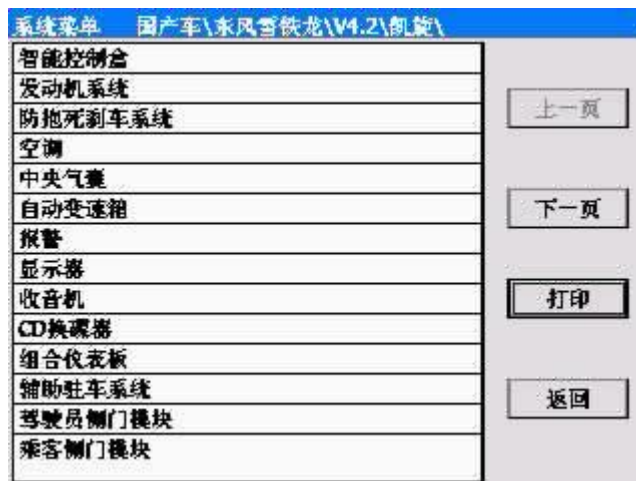 系统菜单 国产车\东风雪铁龙\V4.2\凯旋\
智能控制盒
发动机系统
防抱死刹车系统
空调
中央气囊
自动变速箱
报警
显示器
收音机
CD换碟器
组合仪表板
辅助驻车系统
驾驶员侧门模块
乘客侧门模块
上一页
下一页
打印
返回